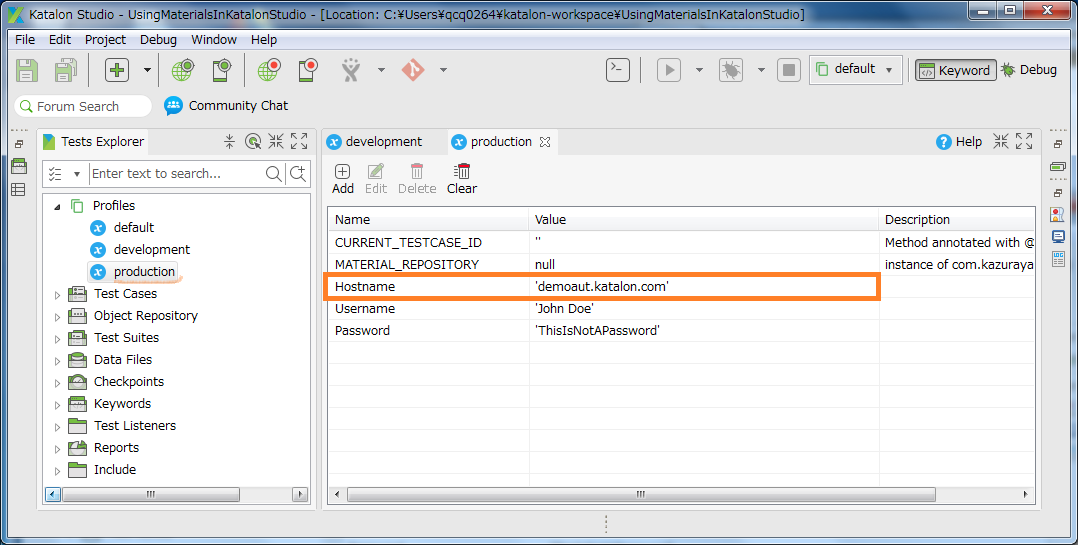 Katalon Studio - UsingMaterialsInKatalonStudio - [Location: C:¥Users¥qcq0264¥katalon-workspace¥UsingMaterialsInKatalonStudio]
File Edit Project Debug Window Help
default Keyword Debug
Forum Search Community Chat
Tests Explorer
Enter text to search...
Profiles
default
development
production
Test Cases
Object Repository
Test Suites
Data Files
Checkpoints
Keywords
Test Listeners
Reports
Include
development production Help
Add Edit Delete Clear
Name Value Description
CURRENT_TESTCASE_ID '' Method annotated with @
MATERIAL_REPOSITORY null instance of com.kazuraya
Hostname 'demoaut.katalon.com'
Username 'John Doe'
Password 'ThisIsNotAPassword'